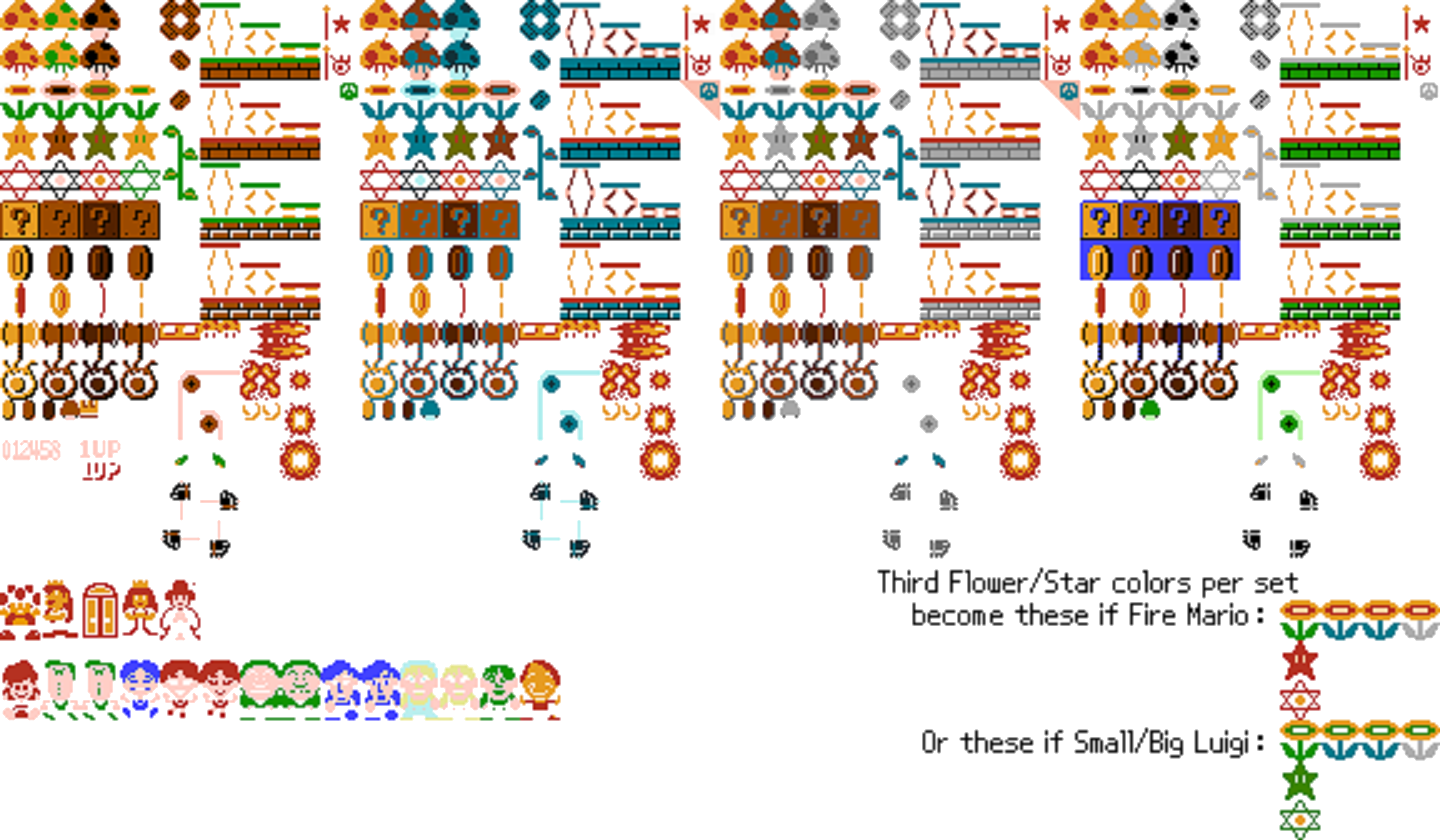 ? ? ? ?
? ? ? ?
? ? ? ?
? ? ? ?
012458 1UP
1UP
Third Flower/Star colors per set
become these if Fire Mario:
Or these if Small/Big Luigi: